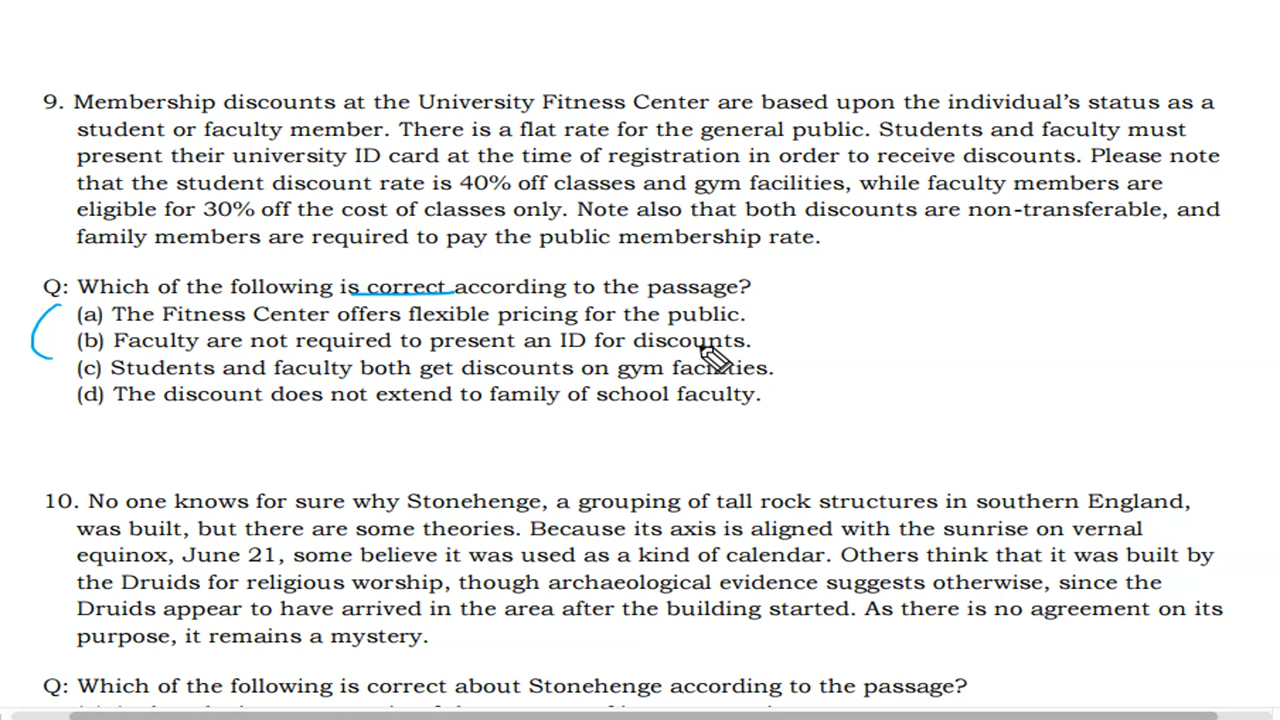 9. Membership discounts at the University Fitness Center are based upon the individual's status as a
student or faculty member. There is a flat rate for the general public. Students and faculty must
present their university ID card at the time of registration in order to receive discounts. Please note
that the student discount rate is 40% off classes and gym facilities, while faculty members are
eligible for 30% off the cost of classes only. Note also that both discounts are non-transferable, and
family members are required to pay the public membership rate.
Q: Which of the following is correct according to the passage?
(a) The Fitness Center offers flexible pricing for the public.
(b) Faculty are not required to present an ID for discounts.
(c) Students and faculty both get discounts on gym facilities.
(d) The discount does not extend to family of school faculty.
10. No one knows for sure why Stonehenge, a grouping of tall rock structures in southern England,
was built, but there are some theories. Because its axis is aligned with the sunrise on vernal
equinox, June 21, some believe it was used as a kind of calendar. Others think that it was built by
the Druids for religious worship, though archaeological evidence suggests otherwise, since the
Druids appear to have arrived in the area after the building started. As there is no agreement on its
purpose, it remains a mystery.
Q: Which of the following is correct about Stonehenge according to the passage?